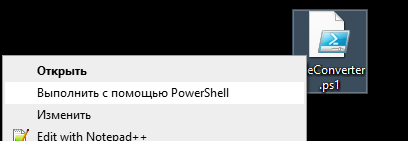 Открыть
Выполнить с помощью PowerShell
Изменить
Edit with Notepad++
eConverter
.ps1